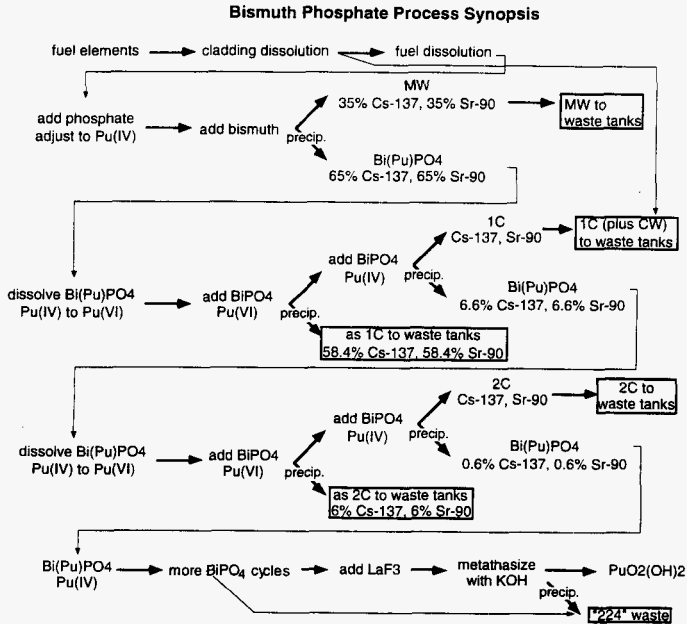 Bismuth Phosphate Process Synopsis
fuel elements
cladding dissolution
fuel dissolution
MW
35% Cs-137, 35% Sr-90
MW to
waste tanks
add phosphate
adjust to Pu(IV)
add bismuth
precip.
Bi(Pu)PO4
65% Cs-137, 65% Sr-90
1C
Cs-137, Sr-90
1C (plus CW)
to waste tanks
add BiPO4
Pu(IV)
precip.
dissolve Bi(Pu)PO4
Pu(IV) to Pu(VI)
add BiPO4
Pu(VI)
precip.
Bi(Pu)PO4
6.6% Cs-137, 6.6% Sr-90
as 1C to waste tanks
58.4% Cs-137, 58.4% Sr-90
2C
Cs-137, Sr-90
2C to
waste tanks
add BiPO4
Pu(IV)
precip.
dissolve Bi(Pu)PO4
Pu(IV) to Pu(VI)
add BiPO4
Pu(VI)
precip.
Bi(Pu)PO4
0.6% Cs-137, 0.6% Sr-90
as 2C to waste tanks
6% Cs-137, 6% Sr-90
Bi(Pu)PO4
Pu(IV)
more BiPO4 cycles
add LaF3
metathasize
with KOH
PuO2(OH)2
precip.
"224" waste